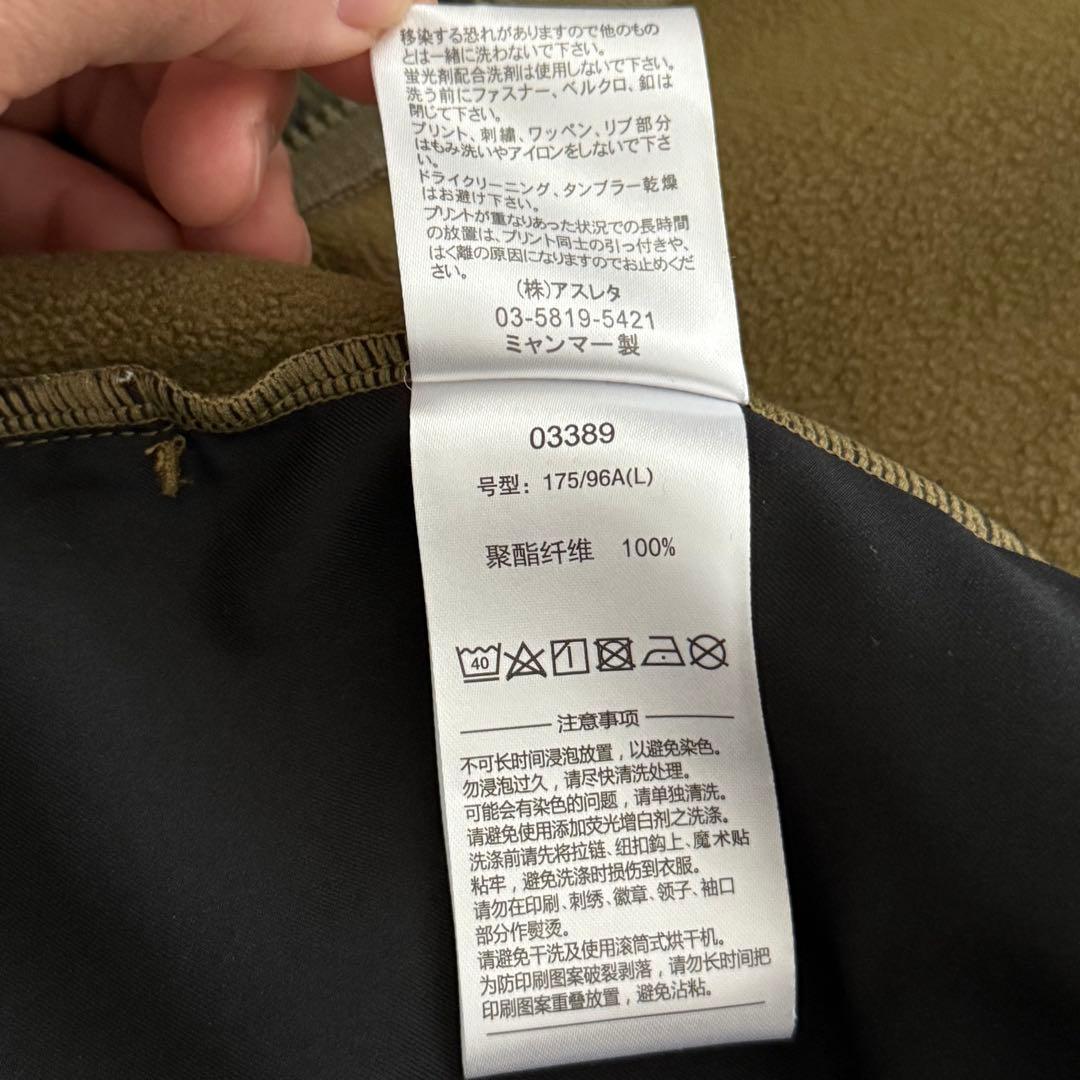 移染する恐れがありますので他のもの
とは一緒に洗わないで下さい。
蛍光剤配合洗剤は使用しないで下さい。
洗う前にファスナー、ベルクロ、釦は
閉じて下さい。
プリント、刺繍、ワッペン、リブ部分
はもみ洗いやアイロンをしないで下さ
い。
ドライクリーニング、タンブラー乾燥
はお避け下さい。
プリントが重なりあった状況での長時間
の放置は、プリント同士の引っ付きや、
はく離の原因になりますのでお止めくだ
さい。
(株)アスレタ
03-5819-5421
ミャンマー製
03389
号型：175/96A(L)
聚酯纤维 100%
40
注意事项
不可长时间浸泡放置，以避免染色。
勿浸泡过久，请尽快清洗处理。
可能会有染色的问题，请单独清洗。
请避免使用添加荧光增白剂之洗涤。
洗涤前请先将拉链、纽扣鈎上、魔术贴
粘牢，避免洗涤时损伤到衣服。
请勿在印刷、刺绣、徽章、领子、袖口
部分作熨烫。
请避免干洗及使用滚筒式烘干机。
为防印刷图案破裂剥落，请勿长时间把
印刷图案重叠放置，避免沾粘。